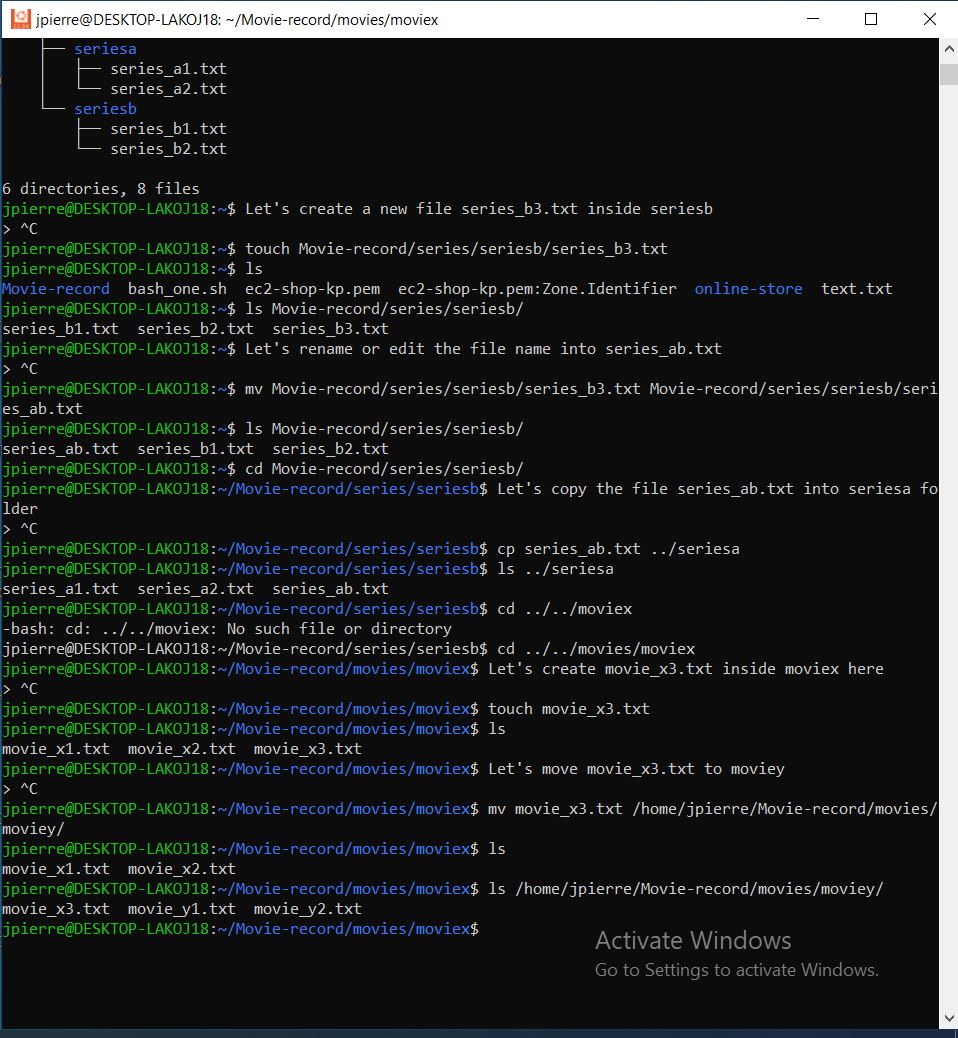 jpierre@DESKTOP-LAKOJ18: ~/Movie-record/movies/moviex
├── seriesa
│   ├── series_a1.txt
│   └── series_a2.txt
└── seriesb
    ├── series_b1.txt
    └── series_b2.txt
6 directories, 8 files
jpierre@DESKTOP-LAKOJ18:~$ Let's create a new file series_b3.txt inside seriesb
> ^C
jpierre@DESKTOP-LAKOJ18:~$ touch Movie-record/series/seriesb/series_b3.txt
jpierre@DESKTOP-LAKOJ18:~$ ls
Movie-record  bash_one.sh  ec2-shop-kp.pem  ec2-shop-kp.pem:Zone.Identifier  online-store  text.txt
jpierre@DESKTOP-LAKOJ18:~$ ls Movie-record/series/seriesb/
series_b1.txt  series_b2.txt  series_b3.txt
jpierre@DESKTOP-LAKOJ18:~$ Let's rename or edit the file name into series_ab.txt
> ^C
jpierre@DESKTOP-LAKOJ18:~$ mv Movie-record/series/seriesb/series_b3.txt Movie-record/series/seriesb/seri
es_ab.txt
jpierre@DESKTOP-LAKOJ18:~$ ls Movie-record/series/seriesb/
series_ab.txt  series_b1.txt  series_b2.txt
jpierre@DESKTOP-LAKOJ18:~$ cd Movie-record/series/seriesb/
jpierre@DESKTOP-LAKOJ18:~/Movie-record/series/seriesb$ Let's copy the file series_ab.txt into seriesa fo
lder
> ^C
jpierre@DESKTOP-LAKOJ18:~/Movie-record/series/seriesb$ cp series_ab.txt ../seriesa
jpierre@DESKTOP-LAKOJ18:~/Movie-record/series/seriesb$ ls ../seriesa
series_a1.txt  series_a2.txt  series_ab.txt
jpierre@DESKTOP-LAKOJ18:~/Movie-record/series/seriesb$ cd ../../moviex
-bash: cd: ../../moviex: No such file or directory
jpierre@DESKTOP-LAKOJ18:~/Movie-record/series/seriesb$ cd ../../movies/moviex
jpierre@DESKTOP-LAKOJ18:~/Movie-record/movies/moviex$ Let's create movie_x3.txt inside moviex here
> ^C
jpierre@DESKTOP-LAKOJ18:~/Movie-record/movies/moviex$ touch movie_x3.txt
jpierre@DESKTOP-LAKOJ18:~/Movie-record/movies/moviex$ ls
movie_x1.txt  movie_x2.txt  movie_x3.txt
jpierre@DESKTOP-LAKOJ18:~/Movie-record/movies/moviex$ Let's move movie_x3.txt to moviey
> ^C
jpierre@DESKTOP-LAKOJ18:~/Movie-record/movies/moviex$ mv movie_x3.txt /home/jpierre/Movie-record/movies/
moviey/
jpierre@DESKTOP-LAKOJ18:~/Movie-record/movies/moviex$ ls
movie_x1.txt  movie_x2.txt
jpierre@DESKTOP-LAKOJ18:~/Movie-record/movies/moviex$ ls /home/jpierre/Movie-record/movies/moviey/
movie_x3.txt  movie_y1.txt  movie_y2.txt
jpierre@DESKTOP-LAKOJ18:~/Movie-record/movies/moviex$
Activate Windows
Go to Settings to activate Windows.